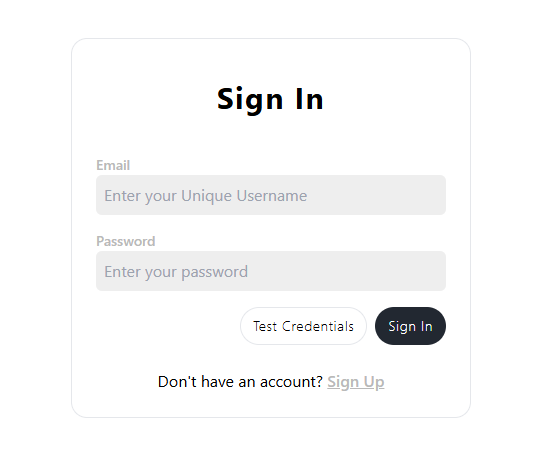 Sign In
Email
Enter your Unique Username
Password
Enter your password
Test Credentials Sign In
Don't have an account? Sign Up